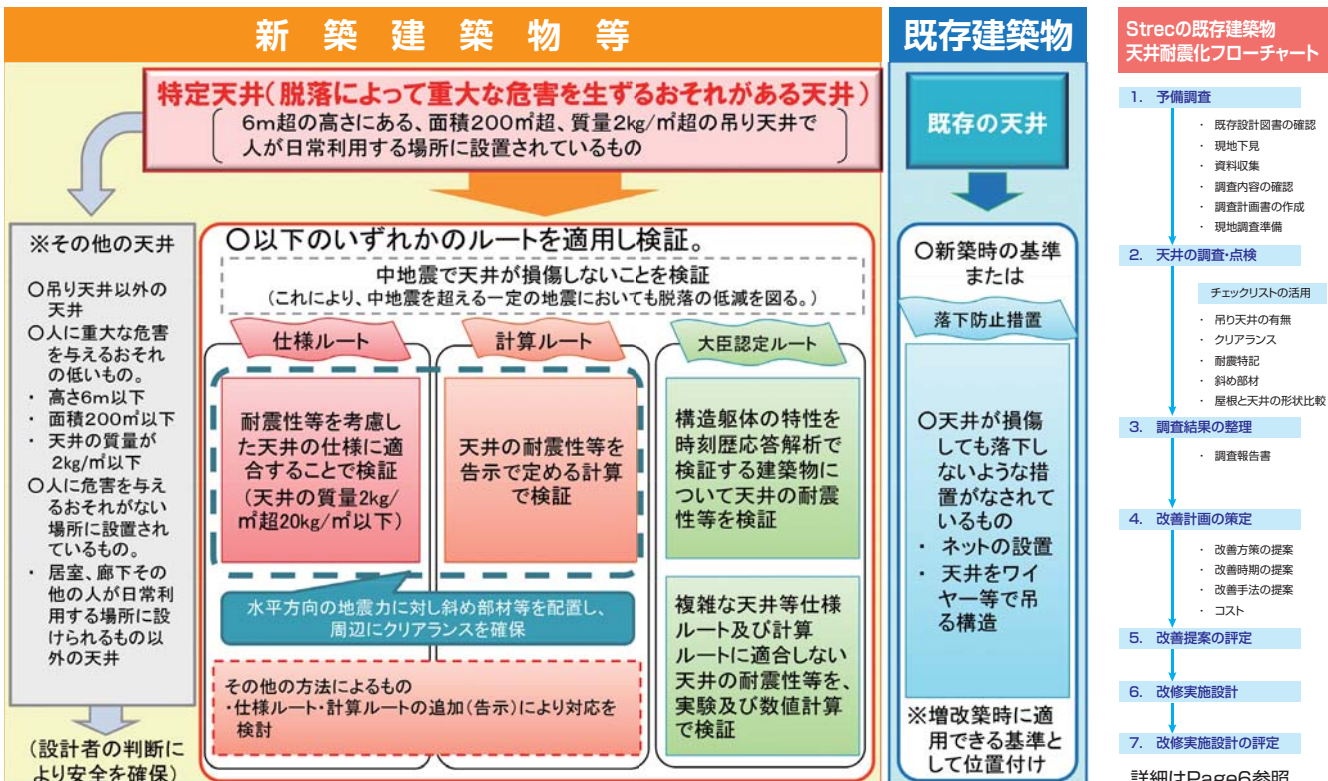 新築建築物等
特定天井(脱落によって重大な危害を生ずるおそれがある天井)
6m超の高さにある、面積200㎡超、質量2㎏/㎡超の吊り天井で
人が日常利用する場所に設置されているもの
※その他の天井
○吊り天井以外の
天井
○人に重大な危害
を与えるおそれ
の低いもの。
・ 高さ6m以下
・ 面積200㎡以下
・ 天井の質量が
2kg/㎡以下
○人に危害を与え
るおそれがない
場所に設置され
ているもの。
・ 居室、廊下その
他の人が日常利
用する場所に設
けられるもの以
外の天井
(設計者の判断に
より安全を確保)
○以下のいずれかのルートを適用し検証。
中地震で天井が損傷しないことを検証
(これにより、中地震を超える一定の地震においても脱落の低減を図る。)
仕様ルート
耐震性等を考慮し
た天井の仕様に適
合することで検証
(天井の質量2kg/
㎡超20kg/㎡以下)
計算ルート
天井の耐震性等を
告示で定める計算
で検証
水平方向の地震力に対し斜め部材等を配置し、
周辺にクリアランスを確保
その他の方法によるもの
・仕様ルート・計算ルートの追加(告示)により対応を
検討
大臣認定ルート
構造躯体の特性を
時刻歴応答解析で
検証する建築物に
ついて天井の耐震
性等を検証
複雑な天井等仕様
ルート及び計算
ルートに適合しない
天井の耐震性等を、
実験及び数値計算
で検証
既存建築物
既存の天井
○新築時の基準
または
落下防止措置
○天井が損傷
しても落下し
ないような措
置がなされて
いるもの
・ ネットの設置
・ 天井をワイ
ヤー等で吊
る構造
※増改築時に適
用できる基準と
して位置付け
Strecの既存建築物
天井耐震化フローチャート
1. 予備調査
・ 既存設計図書の確認
・ 現地下見
・ 資料収集
・ 調査内容の確認
・ 調査計画書の作成
・ 現地調査準備
2. 天井の調査・点検
チェックリストの活用
・ 吊り天井の有無
・ クリアランス
・ 耐震特記
・ 斜め部材
・ 屋根と天井の形状比較
3. 調査結果の整理
・ 調査報告書
4. 改善計画の策定
・ 改善方策の提案
・ 改善時期の提案
・ 改善手法の提案
・ コスト
5. 改善提案の評定
6. 改修実施設計
7. 改修実施設計の評定
詳細はPage6参照